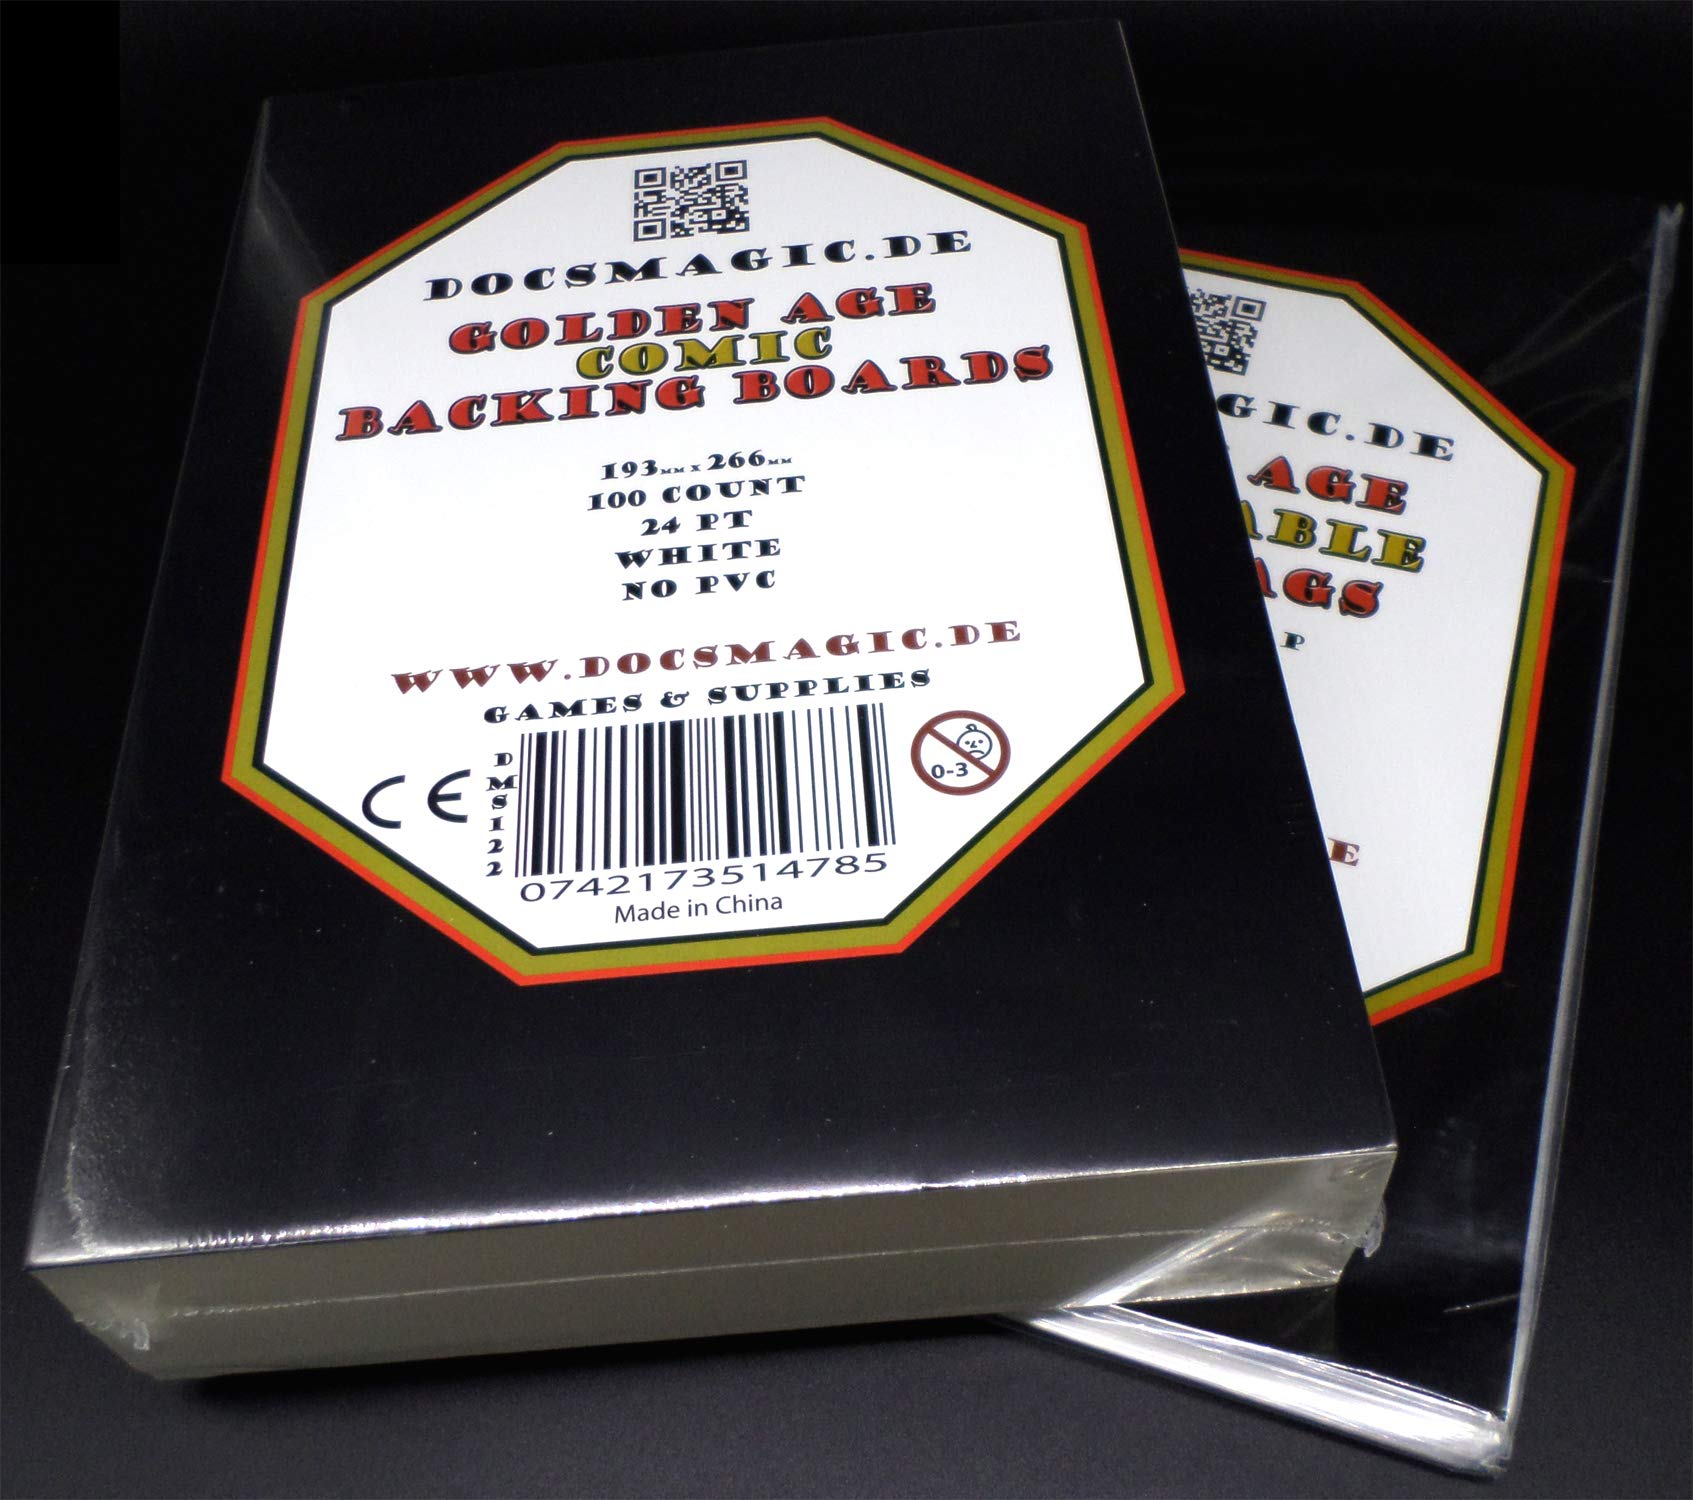 DOCSMAGIC.DE
GOLDEN AGE
COMIC
BACKING BOARDS
193MM X 266MM
100 COUNT
24 PT
WHITE
NO PVC
WWW.DOCSMAGIC.DE
GAMES & SUPPLIES
CE
DMS122
0-3
0742173514785
Made in China
GIC.DE
AGE
ABLE
AGS
P
E